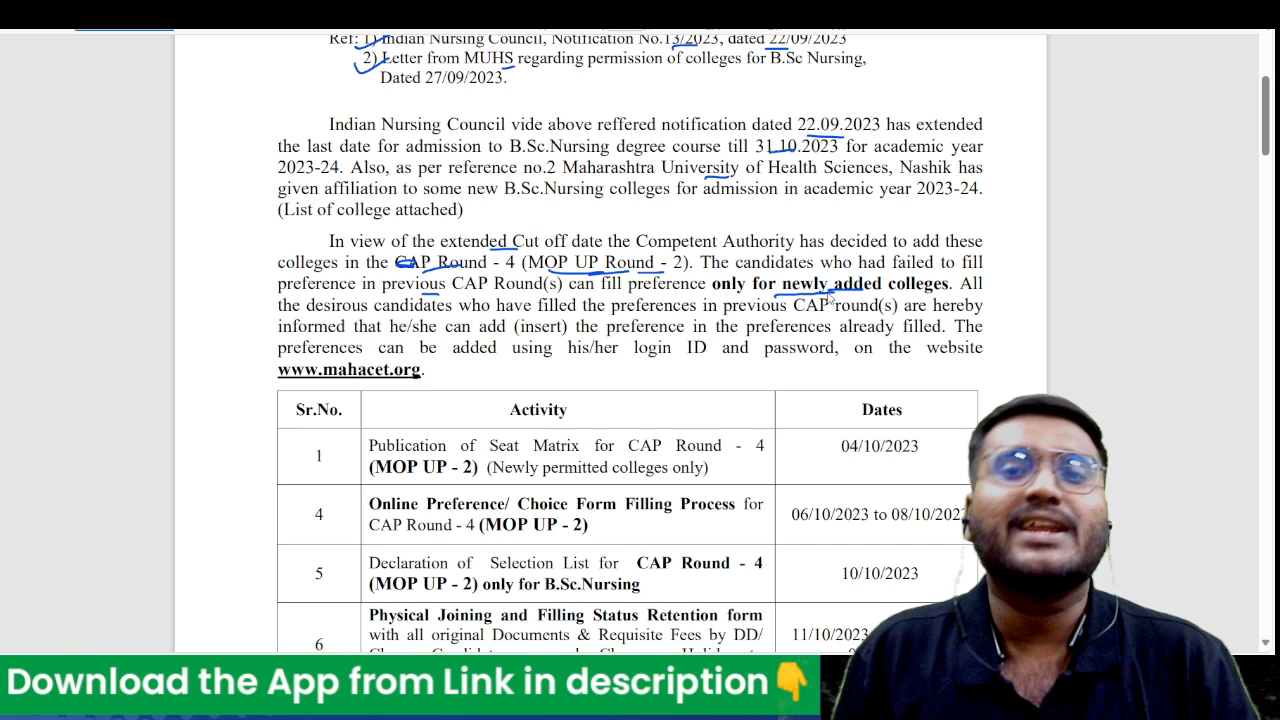 Ref: 1) Indian Nursing Council, Notification No.13/2023, dated 22/09/2023
2) Letter from MUHS regarding permission of colleges for B.Sc Nursing,
Dated 27/09/2023.
Indian Nursing Council vide above reffered notification dated 22.09.2023 has extended
the last date for admission to B.Sc.Nursing degree course till 31.10.2023 for academic year
2023-24. Also, as per reference no.2 Maharashtra University of Health Sciences, Nashik has
given affiliation to some new B.Sc.Nursing colleges for admission in academic year 2023-24.
(List of college attached)
In view of the extended Cut off date the Competent Authority has decided to add these
colleges in the CAP Round - 4 (MOP UP Round - 2). The candidates who had failed to fill
preference in previous CAP Round(s) can fill preference only for newly added colleges. All
the desirous candidates who have filled the preferences in previous CAP round(s) are hereby
informed that he/she can add (insert) the preference in the preferences already filled. The
preferences can be added using his/her login ID and password, on the website
www.mahacet.org.
Sr.No. Activity Dates
1 Publication of Seat Matrix for CAP Round - 4 (MOP UP - 2) (Newly permitted colleges only) 04/10/2023
4 Online Preference/ Choice Form Filling Process for CAP Round - 4 (MOP UP - 2) 06/10/2023 to 08/10/202
5 Declaration of Selection List for CAP Round - 4 (MOP UP - 2) only for B.Sc.Nursing 10/10/2023
6 Physical Joining and Filling Status Retention form with all original Documents & Requisite Fees by DD/ 11/10/2023
Download the App from Link in description